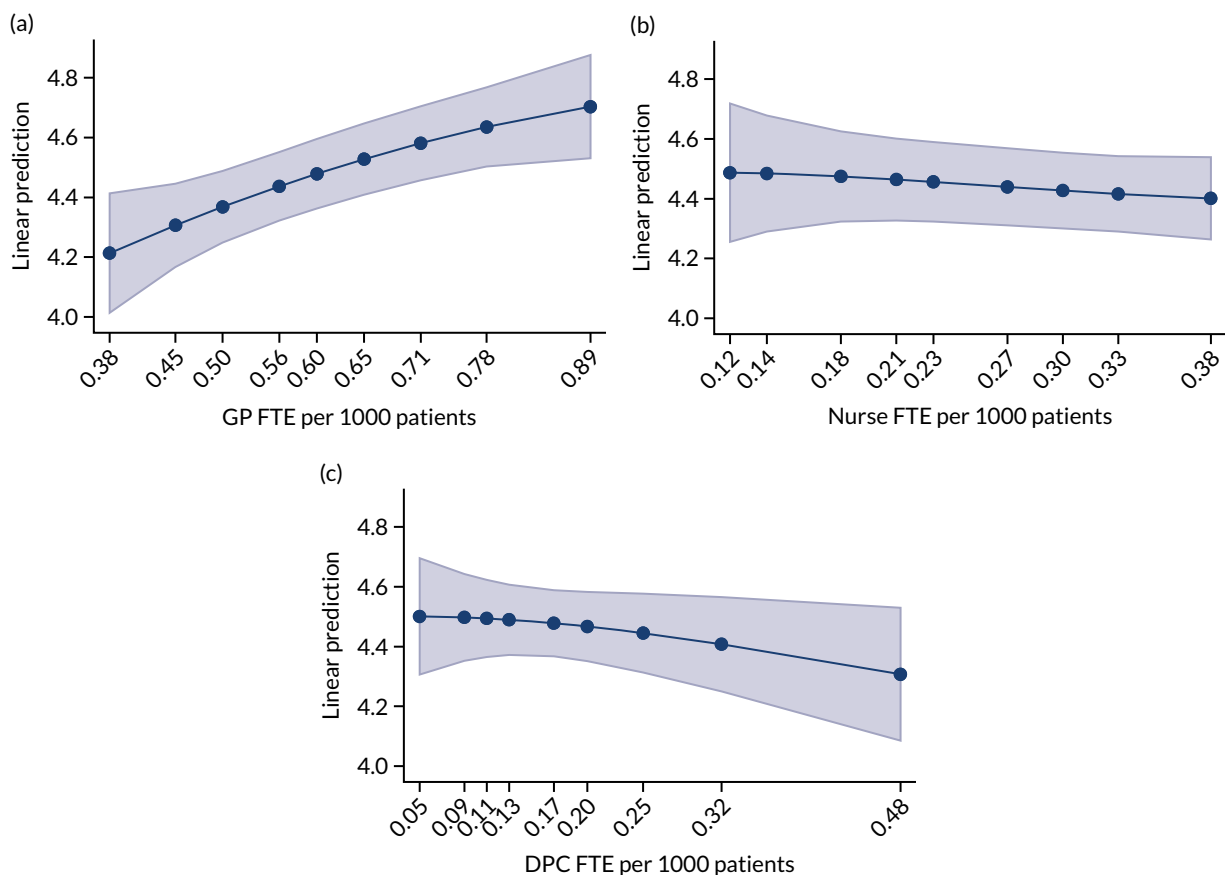 (a)
Linear prediction
4.8
4.6
4.4
4.2
4.0
0.38 0.45 0.50 0.56 0.60 0.65 0.71 0.78 0.89
GP FTE per 1000 patients
(b)
Linear prediction
4.8
4.6
4.4
4.2
4.0
0.12 0.14 0.18 0.21 0.23 0.27 0.30 0.33 0.38
Nurse FTE per 1000 patients
(c)
Linear prediction
4.8
4.6
4.4
4.2
4.0
0.05 0.09 0.11 0.13 0.17 0.20 0.25 0.32 0.48
DPC FTE per 1000 patients